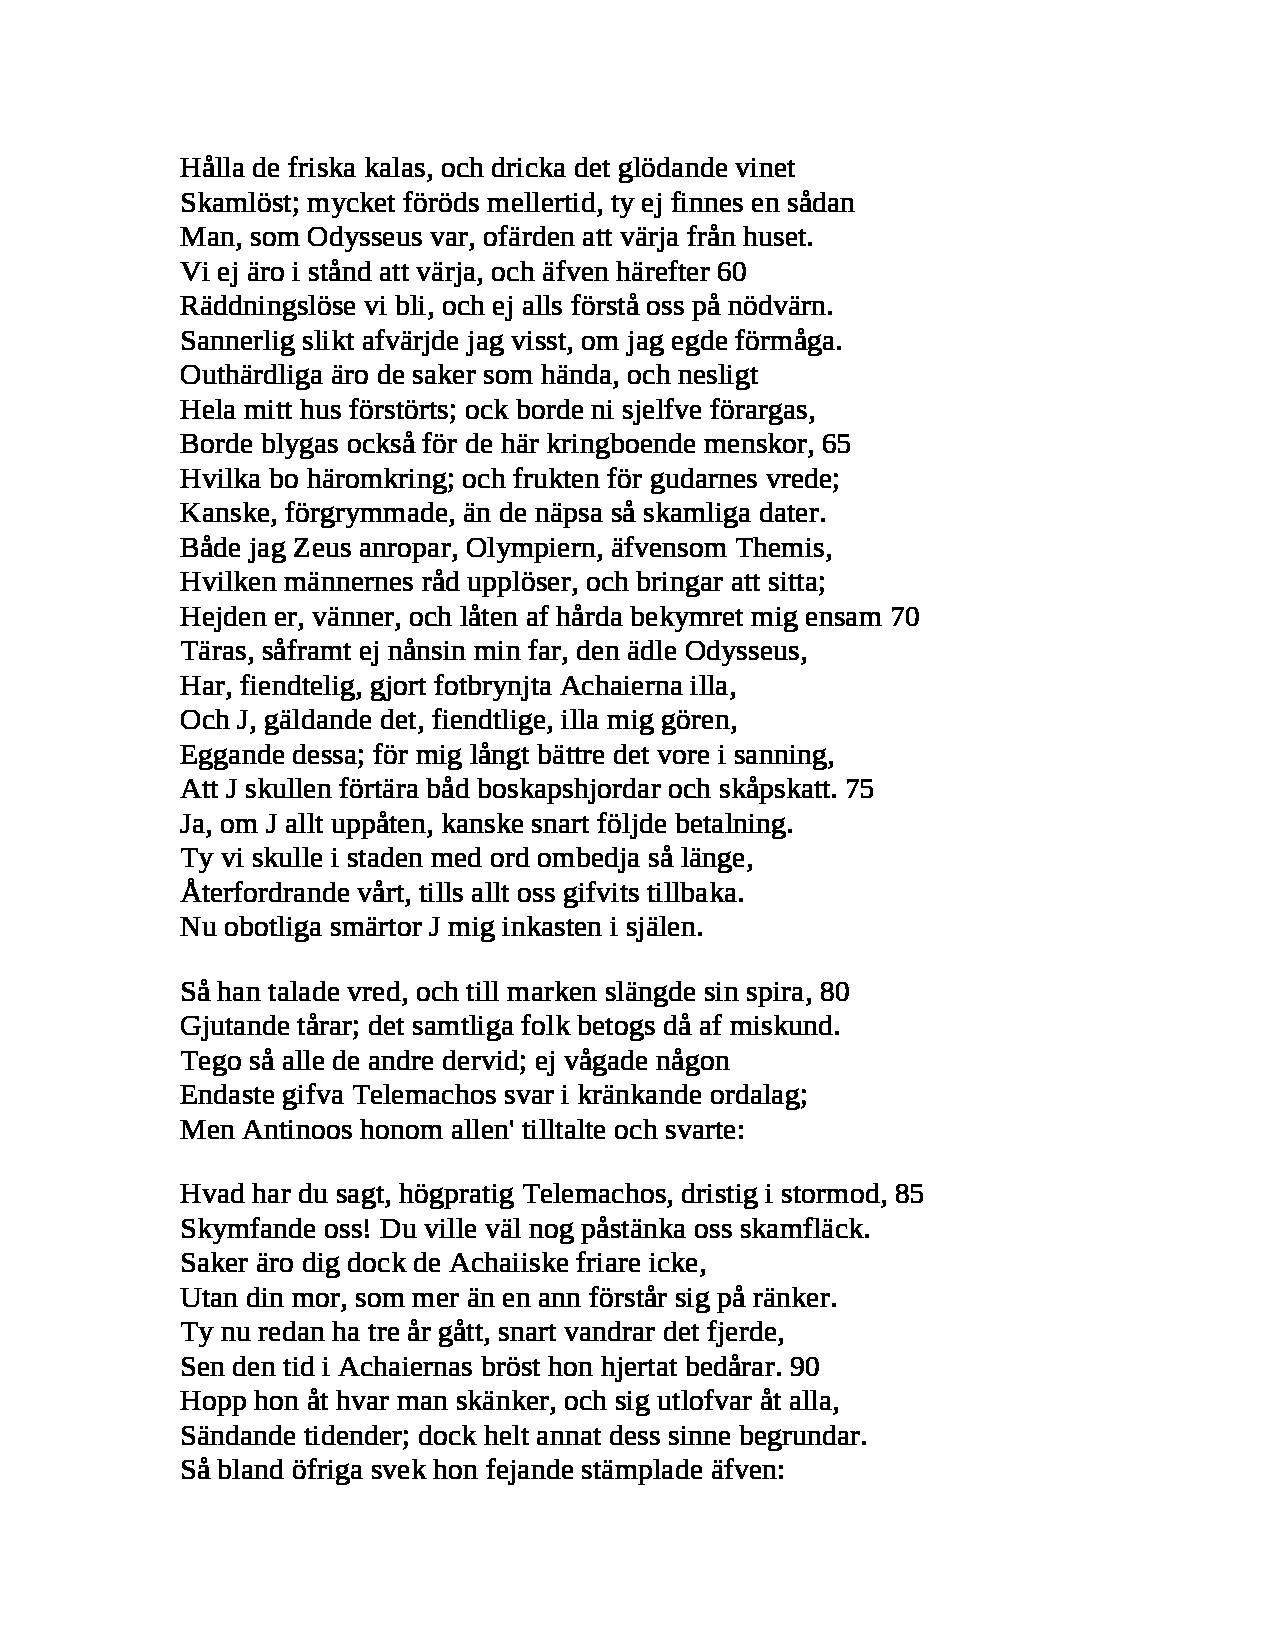 Hålla de friska kalas, och dricka det glödande vinet
Skamlöst; mycket föröds mellertid, ty ej finnes en sådan
Man, som Odysseus var, ofärden att värja från huset.
Vi ej äro i stånd att värja, och äfven härefter 60
Räddningslöse vi bli, och ej alls förstå oss på nödvärn.
Sannerlig slikt afvärjde jag visst, om jag egde förmåga.
Outhärdliga äro de saker som hända, och nesligt
Hela mitt hus förstörts; ock borde ni sjelfve förargas,
Borde blygas också för de här kringboende menskor, 65
Hvilka bo häromkring; och frukten för gudarnes vrede;
Kanske, förgrymmade, än de näpsa så skamliga dater.
Både jag Zeus anropar, Olympiern, äfvensom Themis,
Hvilken männernes råd upplöser, och bringar att sitta;
Hejden er, vänner, och låten af hårda bekymret mig ensam 70
Täras, såframt ej nånsin min far, den ädle Odysseus,
Har, fiendtelig, gjort fotbrynjta Achaierna illa,
Och J, gäldande det, fiendtlige, illa mig gören,
Eggande dessa; för mig långt bättre det vore i sanning,
Att J skullen förtära båd boskapshjordar och skåpskatt. 75
Ja, om J allt uppåten, kanske snart följde betalning.
Ty vi skulle i staden med ord ombedja så länge,
Återfordrande vårt, tills allt oss gifvits tillbaka.
Nu obotliga smärtor J mig inkasten i själen.
Så han talade vred, och till marken slängde sin spira, 80
Gjutande tårar; det samtliga folk betogs då af miskund.
Tego så alle de andre dervid; ej vågade någon
Endaste gifva Telemachos svar i kränkande ordalag;
Men Antinoos honom allen' tilltalte och svarte:
Hvad har du sagt, högpratig Telemachos, dristig i stormod, 85
Skymfande oss! Du ville väl nog påstänka oss skamfläck.
Saker äro dig dock de Achaiiske friare icke,
Utan din mor, som mer än en ann förstår sig på ränker.
Ty nu redan ha tre år gått, snart vandrar det fjerde,
Sen den tid i Achaiernas bröst hon hjertat bedårar. 90
Hopp hon åt hvar man skänker, och sig utlofvar åt alla,
Sändande tidender; dock helt annat dess sinne begrundar.
Så bland öfriga svek hon fejande stämplade äfven: